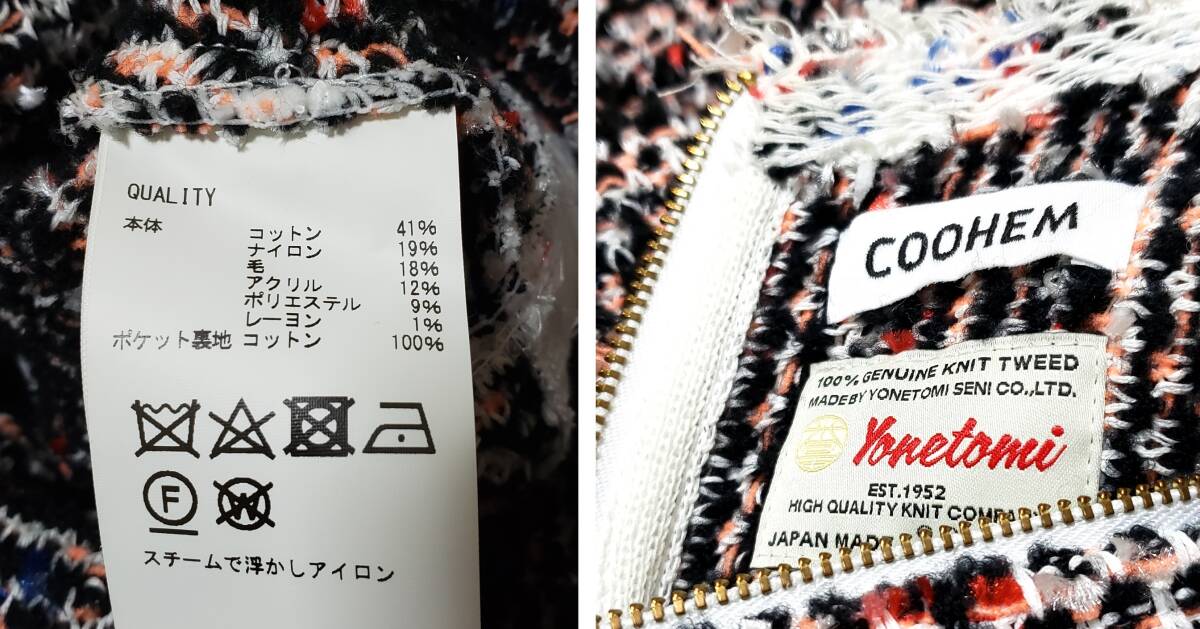 QUALITY
本体
コットン 41%
ナイロン 19%
毛 18%
アクリル 12%
ポリエステル 9%
レーヨン 1%
ポケット裏地 コットン 100%
F
W
スチームで浮かしアイロン
COOHEM
100% GENUINE KNIT TWEED
MADEBY YONETOMI SENI CO.,LTD.
Yonetomi
EST.1952
HIGH QUALITY KNIT
JAPAN MADE